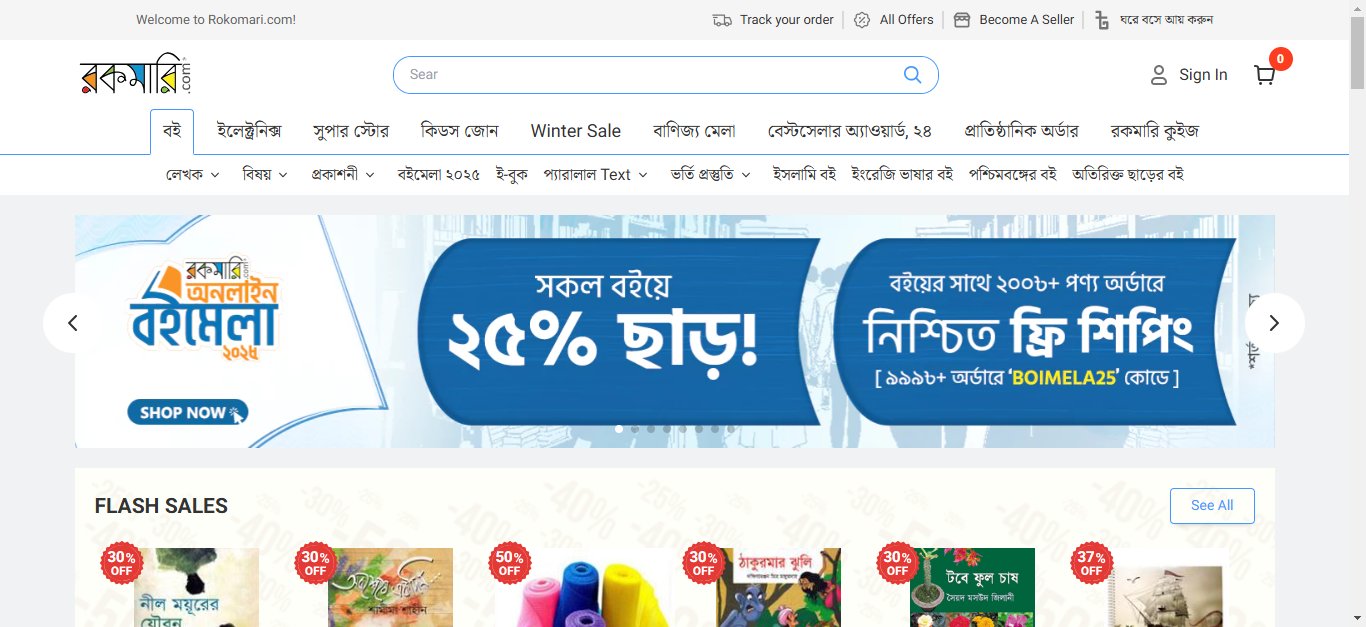 Welcome to Rokomari.com!
Track your order
All Offers
Become A Seller
ঘরে বসে আয় করুন
রকমারি.com
Sear
Sign In
0
বই
ইলেক্ট্রনিক্স
সুপার স্টোর
কিডস জোন
Winter Sale
বাণিজ্য মেলা
বেস্টসেলার অ্যাওয়ার্ড, ২৪
প্রাতিষ্ঠানিক অর্ডার
রকমারি কুইজ
লেখক
বিষয়
প্রকাশনী
বইমেলা ২০২৫
ই-বুক
প্যারালাল Text
ভর্তি প্রস্তুতি
ইসলামি বই
ইংরেজি ভাষার বই
পশ্চিমবঙ্গের বই
অতিরিক্ত ছাড়ের বই
রকমারি.com
অনলাইন
বইমেলা
২০২৫
SHOP NOW
সকল বইয়ে
২৫% ছাড়!
বইয়ের সাথে ২০০৳+ পণ্য অর্ডারে
নিশ্চিত ফ্রি শিপিং
[ ৯৯৯৳+ অর্ডারে ‘BOIMELA25’ কোডে ]
FLASH SALES
See All
30% OFF
30% OFF
50% OFF
30% OFF
30% OFF
37% OFF
নীল ময়ূরের
যৌবন
শামীমা শাহীন
ঠাকুরমার ঝুলি
টবে ফুল চাষ
সৈয়দ মসউদ জিলানী